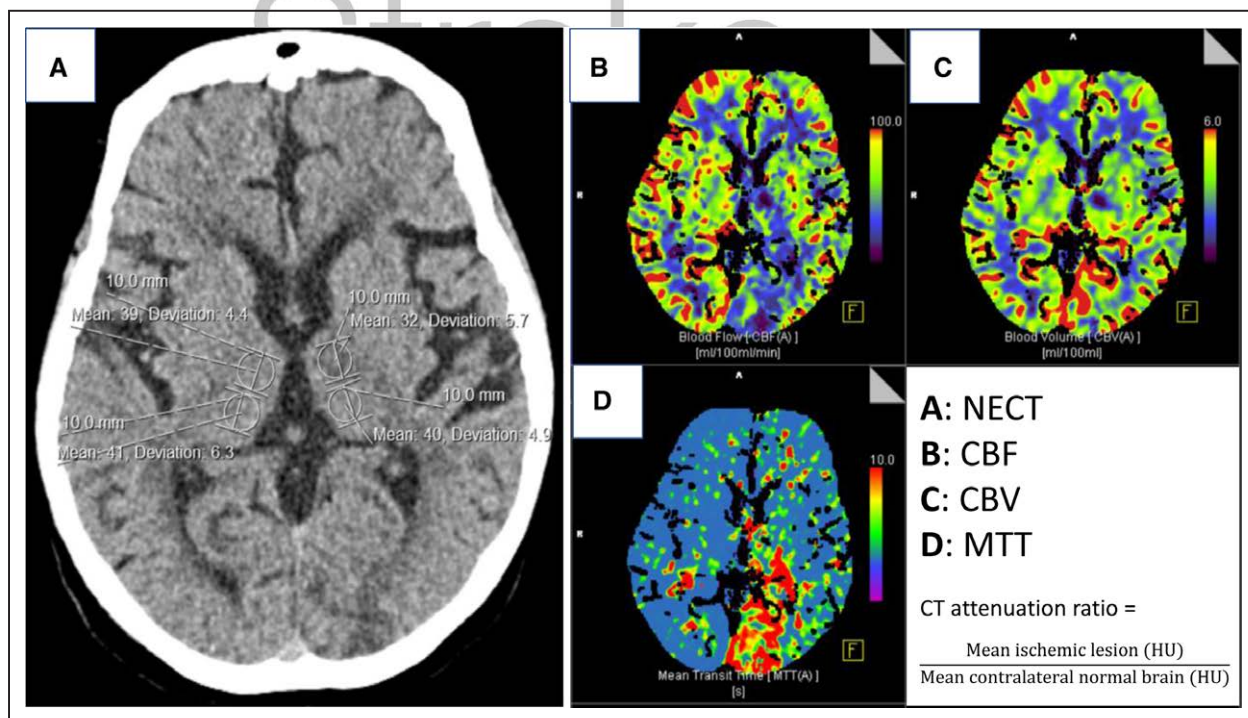 Stroke
A
10.0 mm
Mean: 39, Deviation: 4.4
10.0 mm
Mean: 32, Deviation: 5.7
10.0 mm
Mean: 41, Deviation: 6.3
10.0 mm
Mean: 40, Deviation: 4.9
B
A
R
100.0
F
Blood Flow [ CBF(A) ]
[ml/100ml/min]
C
A
R
6.0
F
Blood Volume [ CBV(A) ]
[ml/100ml]
D
A
R
10.0
F
Mean Transit Time [ MTT(A) ]
[s]
A: NECT
B: CBF
C: CBV
D: MTT
CT attenuation ratio =
Mean ischemic lesion (HU)
Mean contralateral normal brain (HU)